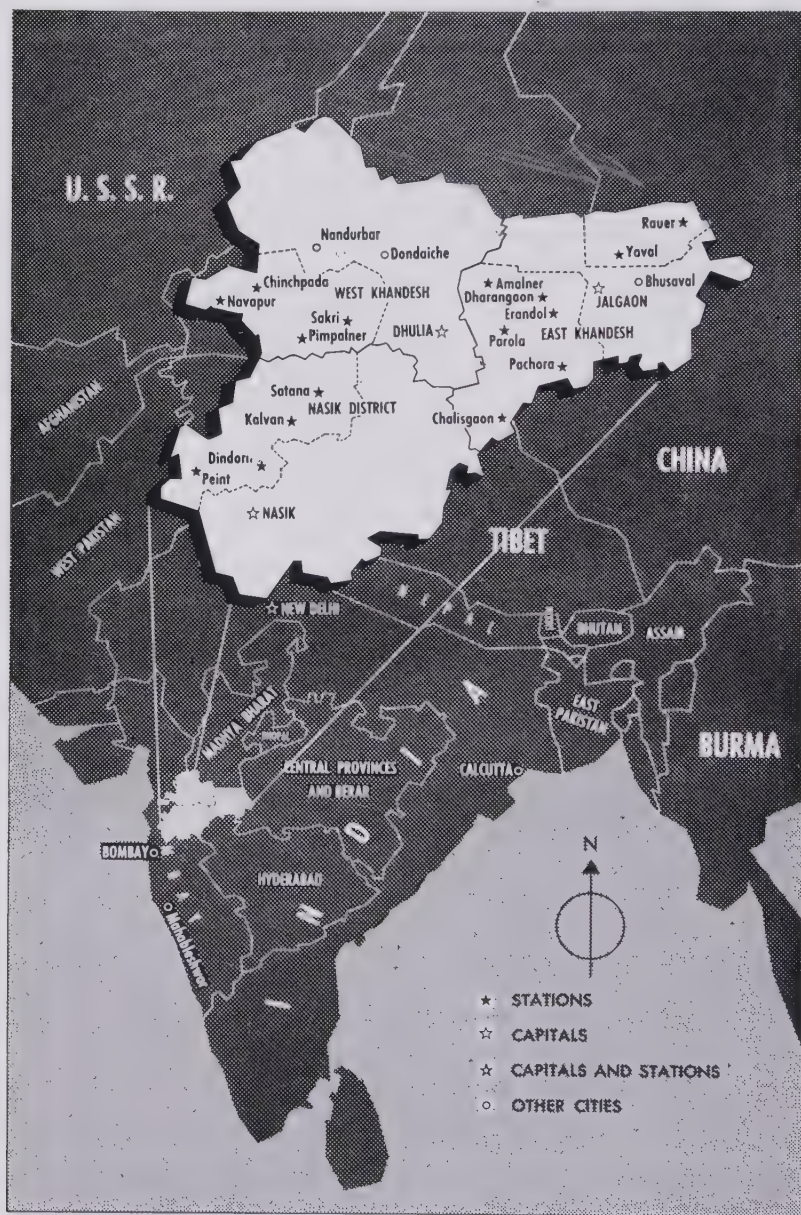 U. S. S. R.
Rauer
Nandurbar
Yaval
Dondaiche
Bhusaval
Chinchpada
Amalner
WEST KHANDESH
Dharangaon
JALGAON
Navapur
Erandol
Sakri
DHULIA
EAST KHANDESH
Pimpalner
Parola
Pachora
AFGHANISTAN
Satana
NASIK DISTRICT
Kalvan
Chalisgaon
CHINA
Dindori
Peint
NASIK
WEST PAKISTAN
TIBET
NEPAL
NEW DELHI
BHUTAN
ASSAM
EAST
PAKISTAN
MADHYA BHARAT
BURMA
CENTRAL PROVINCES
AND BERAR
CALCUTTA
BOMBAY
HYDERABAD
Mahableshwar
INDIA
N
STATIONS
CAPITALS
CAPITALS AND STATIONS
OTHER CITIES